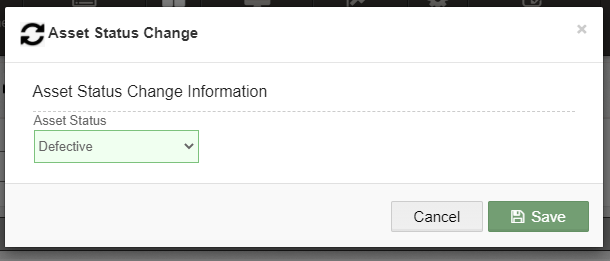 Asset Status Change
×
Asset Status Change Information
Asset Status
Defective
Cancel
Save